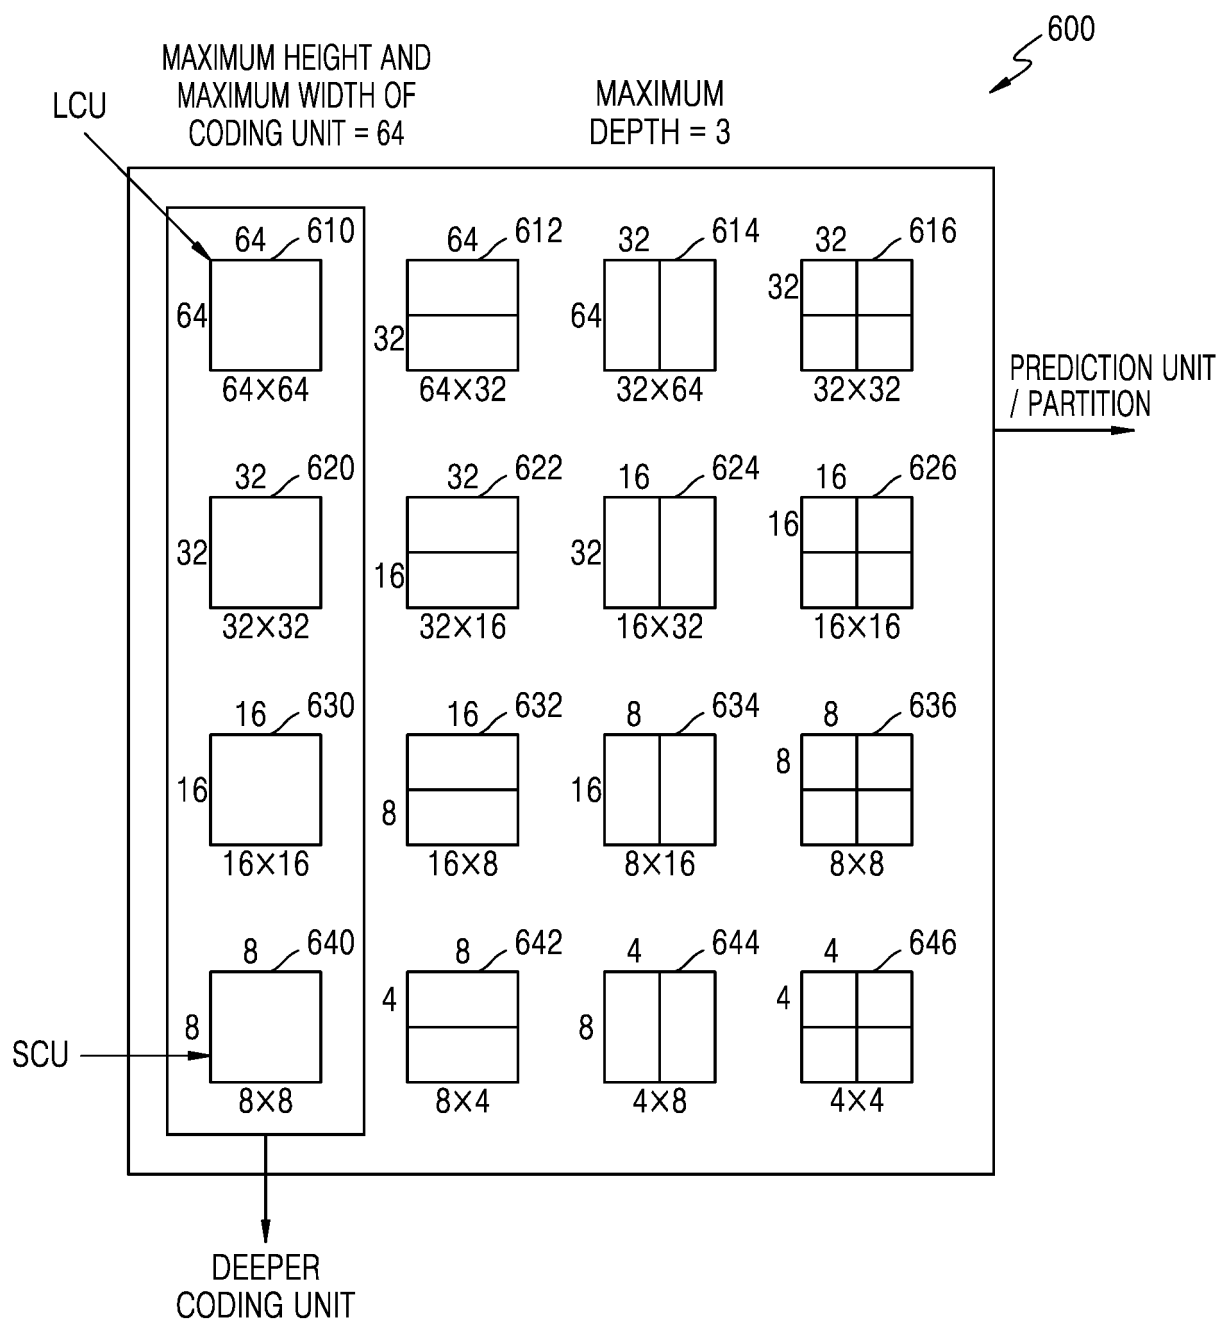 600
MAXIMUM HEIGHT AND
MAXIMUM WIDTH OF
CODING UNIT = 64
MAXIMUM
DEPTH = 3
LCU
64 610 64 612 32 614 32 616
64 32 64 32
64×64 64×32 32×64 32×32
PREDICTION UNIT
/ PARTITION
32 620 32 622 16 624 16 626
32 16 32 16
32×32 32×16 16×32 16×16
16 630 16 632 8 634 8 636
16 8 16 8
16×16 16×8 8×16 8×8
8 640 8 642 4 644 4 646
8 4 8 4
SCU
8×8 8×4 4×8 4×4
DEEPER
CODING UNIT